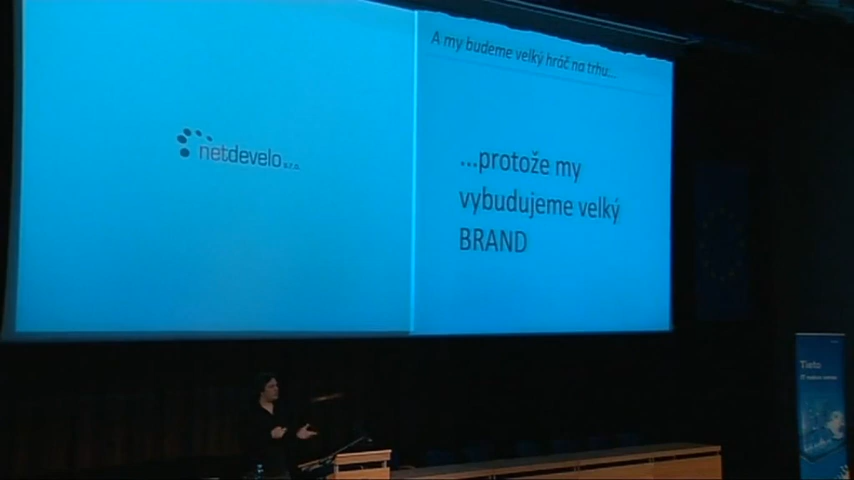 A my budeme velký hráč na trhu...
netdevelo s.r.o.
...protože my
vybudujeme velký
BRAND
Tieto